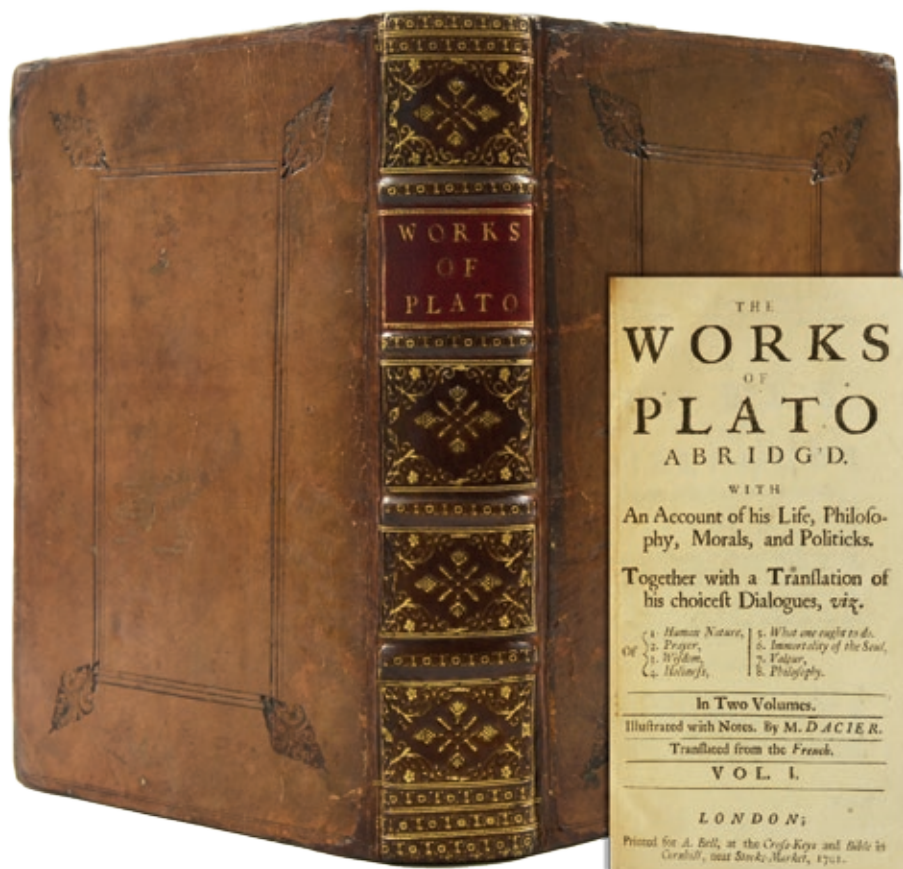 WORKS
OF
PLATO
THE
WORKS
OF
PLATO
ABRIDG'D.
WITH
An Account of his Life, Philoſo-
phy, Morals, and Politicks.
Together with a Tranſlation of
his choiceſt Dialogues, viz.
Of { 1. Human Nature, | 5. What one ought to do.
2. Prayer, | 6. Immortality of the Soul,
3. Wiſdom, | 7. Valour,
4. Holineſs, | 8. Philoſophy.
In Two Volumes.
Illuſtrated with Notes. By M. DACIER.
Tranſlated from the French.
VOL. I.
LONDON;
Printed for A. Bell, at the Croſs-Keys and Bible in
Cornhill, near Stocks-Market, 1701.